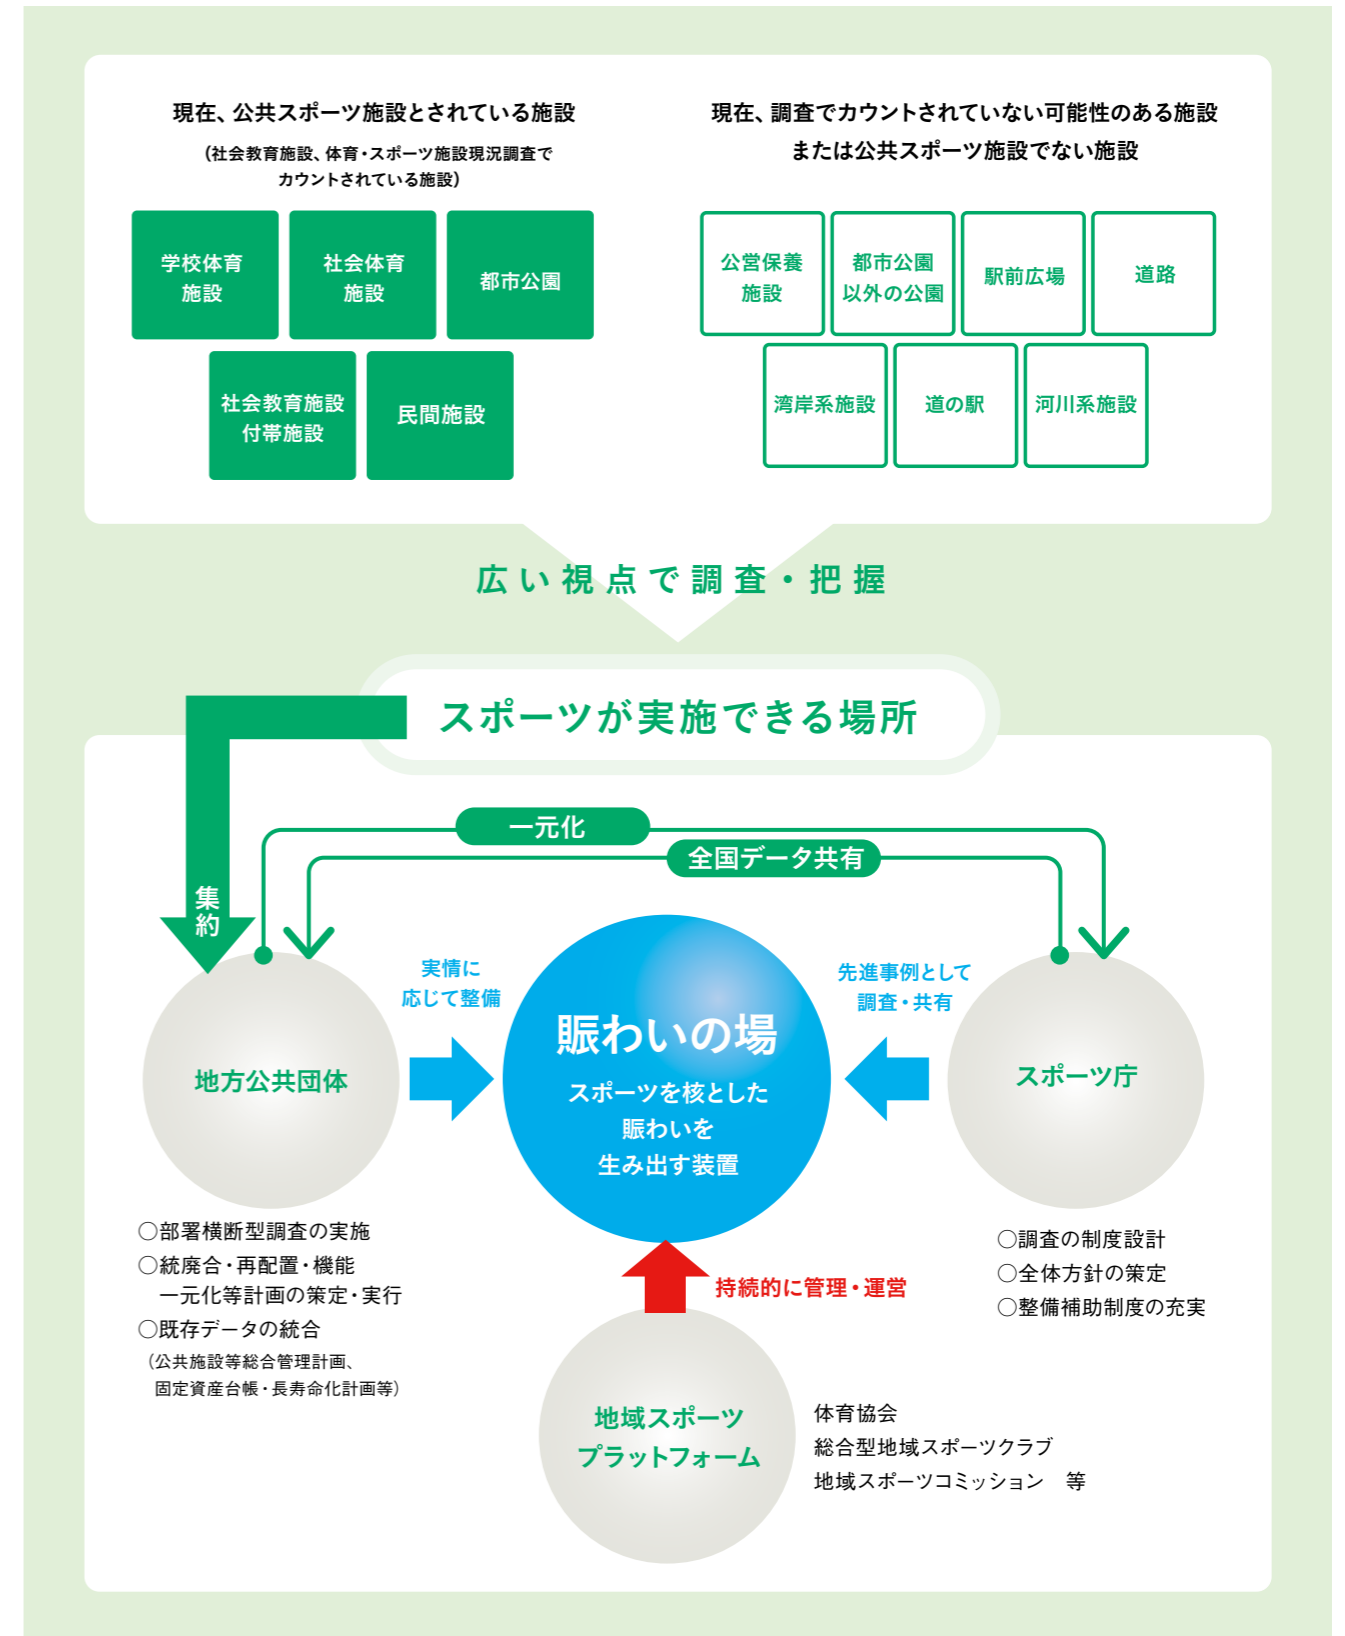 現在、公共スポーツ施設とされている施設
(社会教育施設、体育・スポーツ施設現況調査で
カウントされている施設)
学校体育
施設
社会体育
施設
都市公園
社会教育施設
付帯施設
民間施設
現在、調査でカウントされていない可能性のある施設
または公共スポーツ施設でない施設
公営保養
施設
都市公園
以外の公園
駅前広場
道路
湾岸系施設
道の駅
河川系施設
広い視点で調査・把握
スポーツが実施できる場所
集約
一元化
全国データ共有
実情に
応じて整備
賑わいの場
スポーツを核とした
賑わいを
生み出す装置
先進事例として
調査・共有
地方公共団体
スポーツ庁
○部署横断型調査の実施
○統廃合・再配置・機能
一元化等計画の策定・実行
○既存データの統合
(公共施設等総合管理計画、
固定資産台帳・長寿命化計画等)
○調査の制度設計
○全体方針の策定
○整備補助制度の充実
持続的に管理・運営
地域スポーツ
プラットフォーム
体育協会
総合型地域スポーツクラブ
地域スポーツコミッション 等